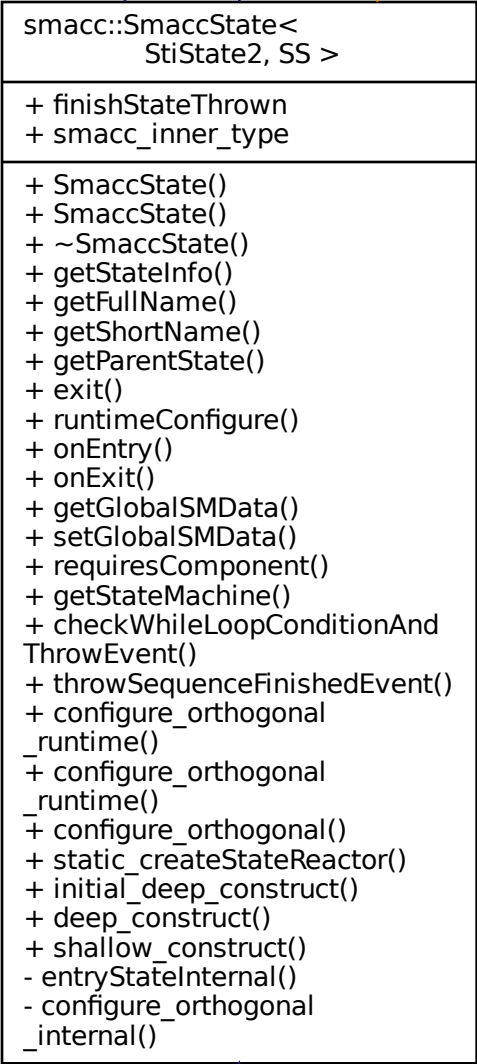 smacc::SmaccState<
StiState2, SS >
+ finishStateThrown
+ smacc_inner_type
+ SmaccState()
+ SmaccState()
+ ~SmaccState()
+ getStateInfo()
+ getFullName()
+ getShortName()
+ getParentState()
+ exit()
+ runtimeConfigure()
+ onEntry()
+ onExit()
+ getGlobalSMData()
+ setGlobalSMData()
+ requiresComponent()
+ getStateMachine()
+ checkWhileLoopConditionAnd
ThrowEvent()
+ throwSequenceFinishedEvent()
+ configure_orthogonal
_runtime()
+ configure_orthogonal
_runtime()
+ configure_orthogonal()
+ static_createStateReactor()
+ initial_deep_construct()
+ deep_construct()
+ shallow_construct()
- entryStateInternal()
- configure_orthogonal
_internal()